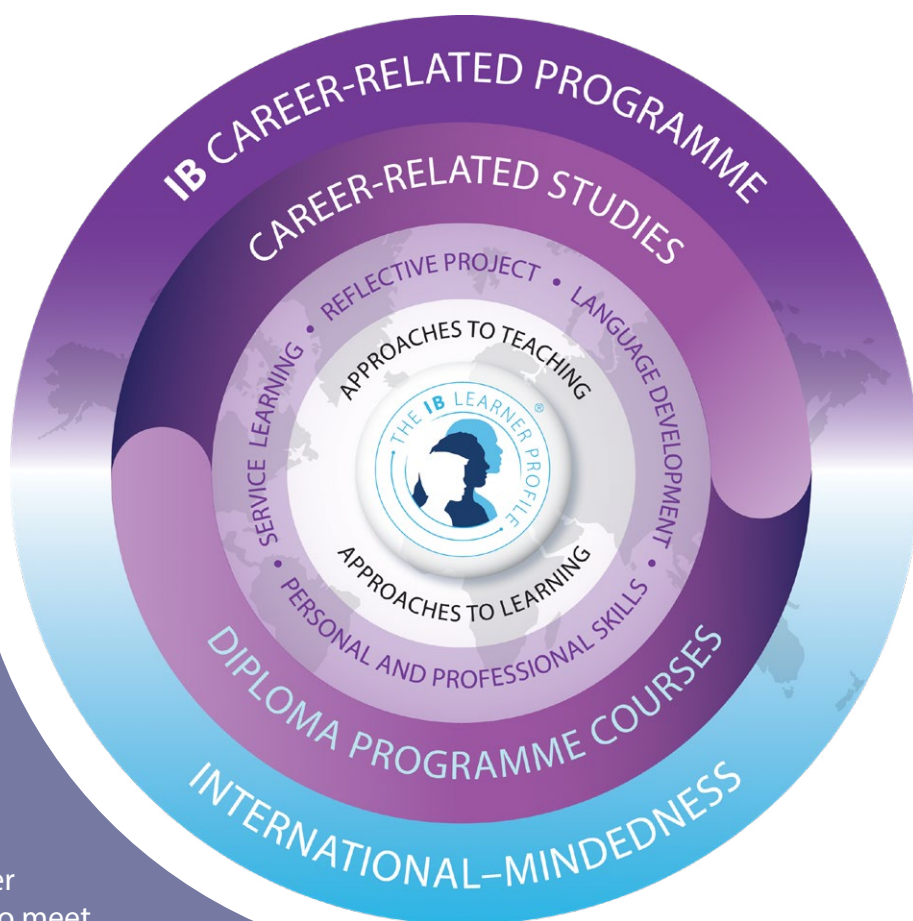 IB CAREER-RELATED PROGRAMME
CAREER-RELATED STUDIES
SERVICE LEARNING • REFLECTIVE PROJECT • LANGUAGE DEVELOPMENT • PERSONAL AND PROFESSIONAL SKILLS •
APPROACHES TO TEACHING
THE IB LEARNER PROFILE®
APPROACHES TO LEARNING
DIPLOMA PROGRAMME COURSES
INTERNATIONAL–MINDEDNESS
meet